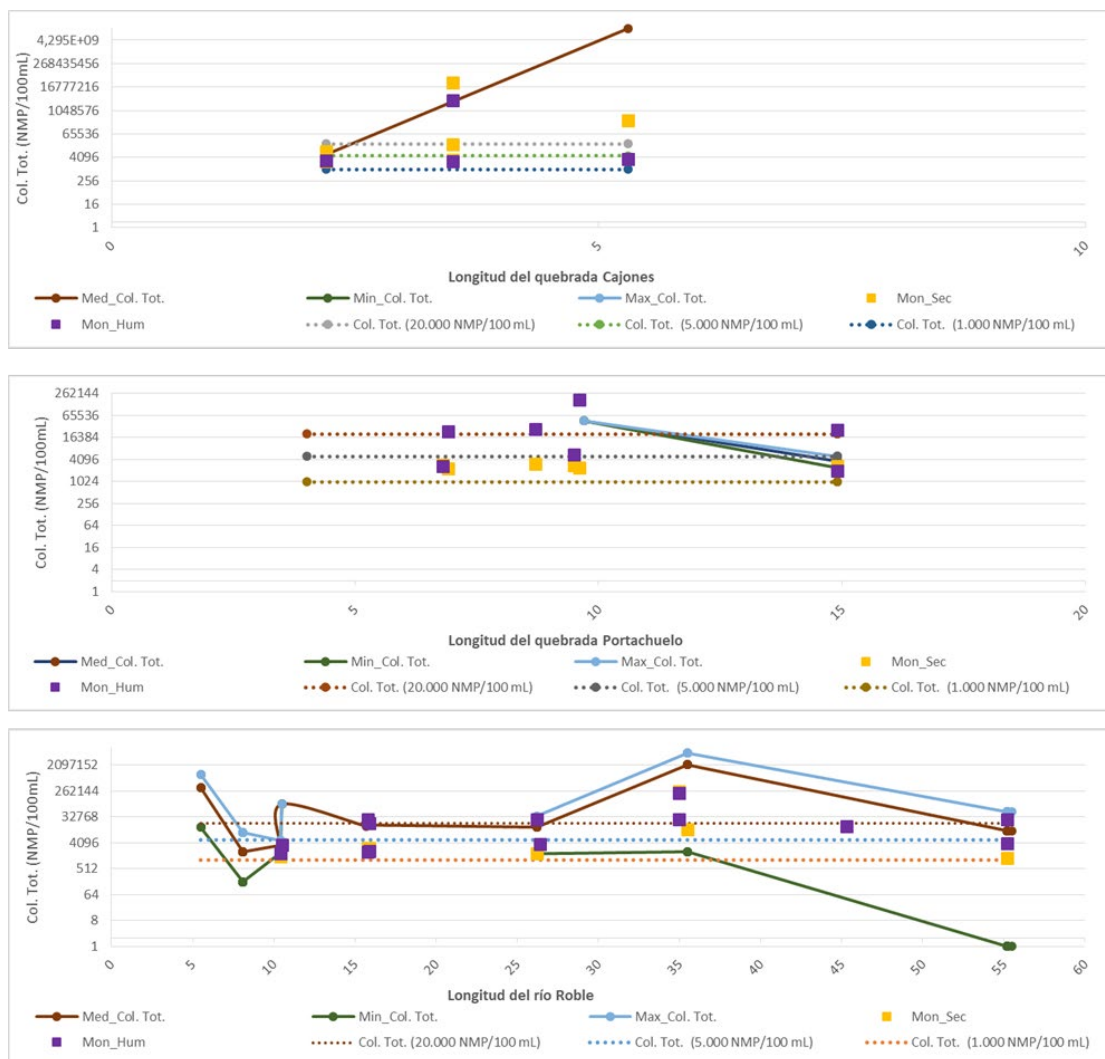 4,295E+09
268435456
16777216
1048576
65536
4096
256
16
1
Col. Tot. (NMP/100mL)
0 5 10
Longitud del quebrada Cajones
Med_Col. Tot. Min_Col. Tot. Max_Col. Tot. Mon_Sec
Mon_Hum Col. Tot. (20.000 NMP/100 mL) Col. Tot. (5.000 NMP/100 mL) Col. Tot. (1.000 NMP/100 mL)
262144
65536
16384
4096
1024
256
64
16
4
1
Col. Tot. (NMP/100mL)
0 5 10 15 20
Longitud del quebrada Portachuelo
Med_Col. Tot. Min_Col. Tot. Max_Col. Tot. Mon_Sec
Mon_Hum Col. Tot. (20.000 NMP/100 mL) Col. Tot. (5.000 NMP/100 mL) Col. Tot. (1.000 NMP/100 mL)
2097152
262144
32768
4096
512
64
8
1
Col. Tot. (NMP/100mL)
0 5 10 15 20 25 30 35 40 45 50 55 60
Longitud del río Roble
Med_Col. Tot. Min_Col. Tot. Max_Col. Tot. Mon_Sec
Mon_Hum Col. Tot. (20.000 NMP/100 mL) Col. Tot. (5.000 NMP/100 mL) Col. Tot. (1.000 NMP/100 mL)